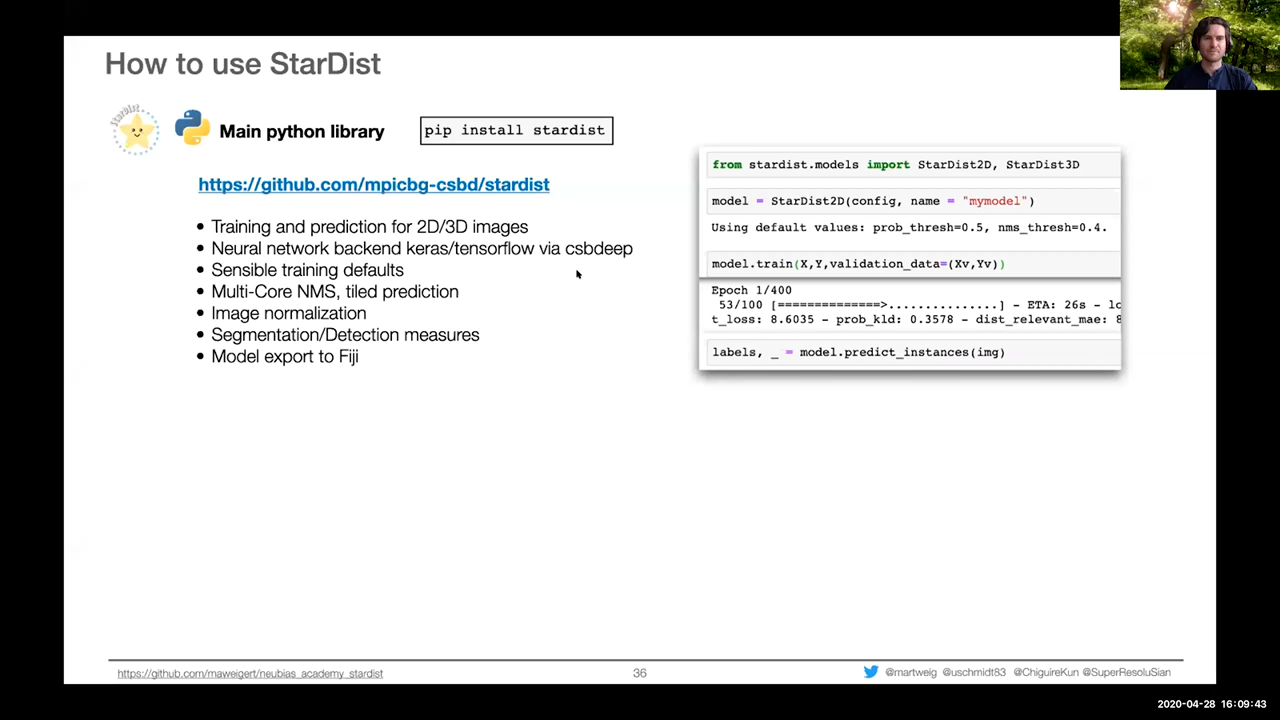 How to use StarDist
StarDist
Main python library
pip install stardist
https://github.com/mpicbg-csbd/stardist
• Training and prediction for 2D/3D images
• Neural network backend keras/tensorflow via csbdeep
• Sensible training defaults
• Multi-Core NMS, tiled prediction
• Image normalization
• Segmentation/Detection measures
• Model export to Fiji
from stardist.models import StarDist2D, StarDist3D
model = StarDist2D(config, name = "mymodel")
Using default values: prob_thresh=0.5, nms_thresh=0.4.
model.train(X,Y,validation_data=(Xv,Yv))
Epoch 1/400
53/100 [==============>...............] - ETA: 26s - lo
t_loss: 8.6035 - prob_kld: 0.3578 - dist_relevant_mae: 8
labels, _ = model.predict_instances(img)
https://github.com/maweigert/neubias_academy_stardist
36
@martweig @uschmidt83 @ChiguireKun @SuperResoluSian
2020-04-28 16:09:43